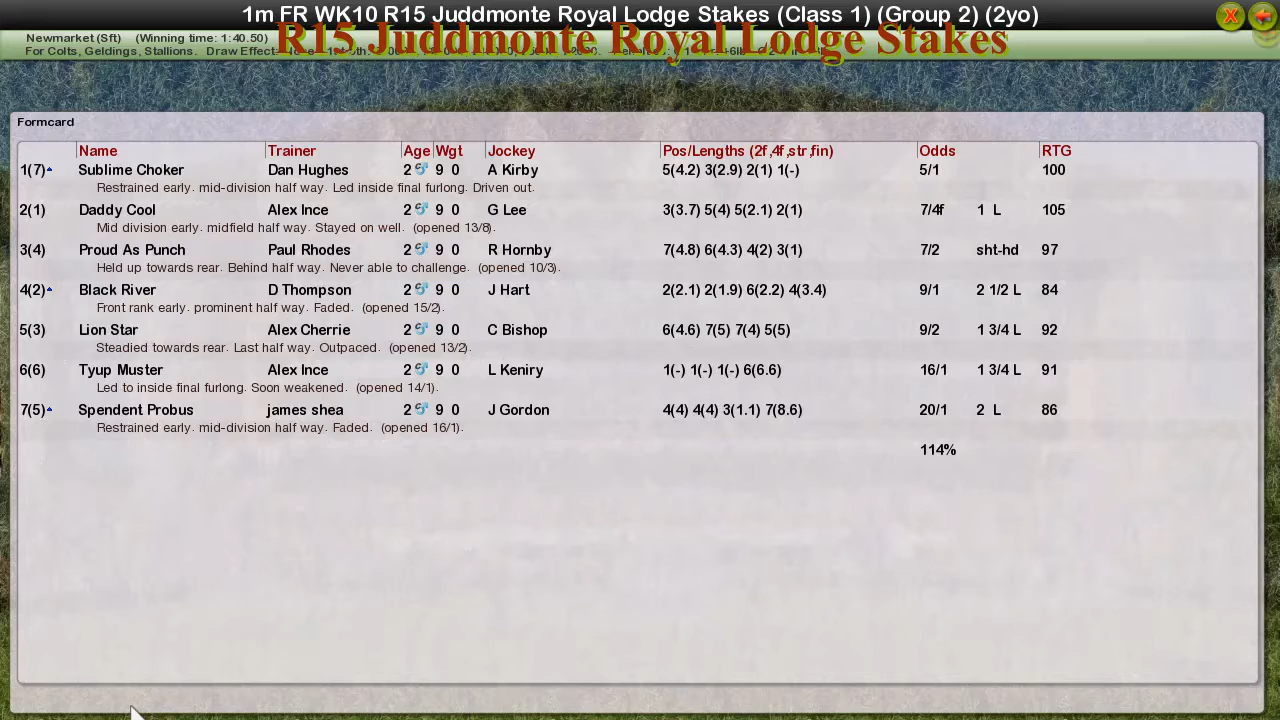 1m FR WK10 R15 Juddmonte Royal Lodge Stakes (Class 1) (Group 2) (2yo)
R15 Juddmonte Royal Lodge Stakes
Newmarket (Sft) (Winning time: 1:40.50)
For Colts, Geldings, Stallions. Draw Effect:
Formcard
Name Trainer Age Wgt Jockey Pos/Lengths (2f,4f,str,fin) Odds RTG
1(7) Sublime Choker Dan Hughes 2 9 0 A Kirby 5(4.2) 3(2.9) 2(1) 1(-) 5/1 100
Restrained early. mid-division half way. Led inside final furlong. Driven out.
2(1) Daddy Cool Alex Ince 2 9 0 G Lee 3(3.7) 5(4) 5(2.1) 2(1) 7/4f 1 L 105
Mid division early. midfield half way. Stayed on well. (opened 13/8).
3(4) Proud As Punch Paul Rhodes 2 9 0 R Hornby 7(4.8) 6(4.3) 4(2) 3(1) 7/2 sht-hd 97
Held up towards rear. Behind half way. Never able to challenge. (opened 10/3).
4(2) Black River D Thompson 2 9 0 J Hart 2(2.1) 2(1.9) 6(2.2) 4(3.4) 9/1 2 1/2 L 84
Front rank early. prominent half way. Faded. (opened 15/2).
5(3) Lion Star Alex Cherrie 2 9 0 C Bishop 6(4.6) 7(5) 7(4) 5(5) 9/2 1 3/4 L 92
Steadied towards rear. Last half way. Outpaced. (opened 13/2).
6(6) Tyup Muster Alex Ince 2 9 0 L Keniry 1(-) 1(-) 1(-) 6(6.6) 16/1 1 3/4 L 91
Led to inside final furlong. Soon weakened. (opened 14/1).
7(5) Spendent Probus james shea 2 9 0 J Gordon 4(4) 4(4) 3(1.1) 7(8.6) 20/1 2 L 86
Restrained early. mid-division half way. Faded. (opened 16/1).
114%